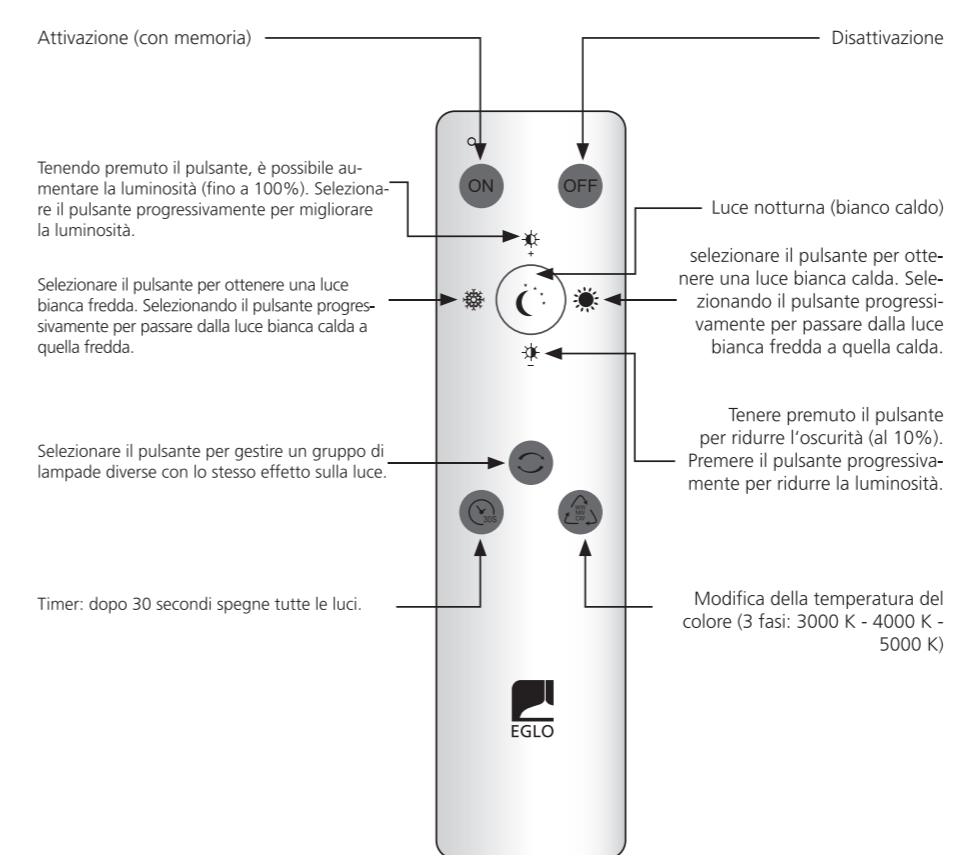 Attivazione (con memoria)
Disattivazione
ON
OFF
Tenendo premuto il pulsante, è possibile au-
mentare la luminosità (fino a 100%). Seleziona-
re il pulsante progressivamente per migliorare
la luminosità.
Luce notturna (bianco caldo)
+
Selezionare il pulsante per ottenere una luce
bianca fredda. Selezionando il pulsante progres-
sivamente per passare dalla luce bianca calda a
quella fredda.
selezionare il pulsante per otte-
nere una luce bianca calda. Sele-
zionando il pulsante progressi-
vamente per passare dalla luce
bianca fredda a quella calda.
–
Tenere premuto il pulsante
per ridurre l'oscurità (al 10%).
Premere il pulsante progressiva-
mente per ridurre la luminosità.
Selezionare il pulsante per gestire un gruppo di
lampade diverse con lo stesso effetto sulla luce.
30S
WW
NW
CW
Timer: dopo 30 secondi spegne tutte le luci.
Modifica della temperatura del
colore (3 fasi: 3000 K - 4000 K -
5000 K)
EGLO